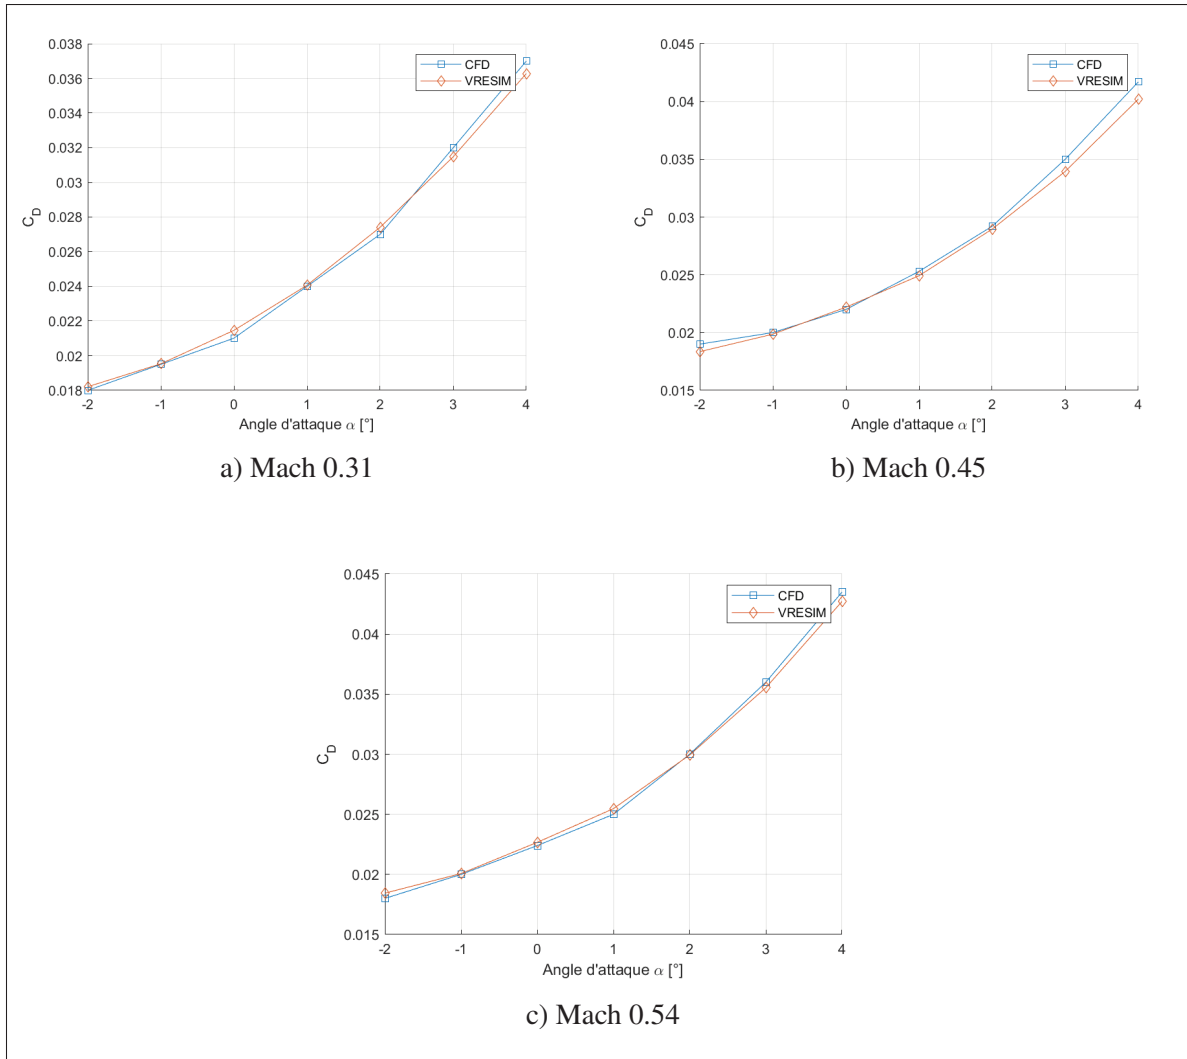 0.038
0.036
0.034
0.032
0.03
0.028
0.026
0.024
0.022
0.02
0.018
C_D
CFD
VRESIM
-2 -1 0 1 2 3 4
Angle d'attaque α [°]
a) Mach 0.31
0.045
0.04
0.035
0.03
0.025
0.02
0.015
C_D
CFD
VRESIM
-2 -1 0 1 2 3 4
Angle d'attaque α [°]
b) Mach 0.45
0.045
0.04
0.035
0.03
0.025
0.02
0.015
C_D
CFD
VRESIM
-2 -1 0 1 2 3 4
Angle d'attaque α [°]
c) Mach 0.54